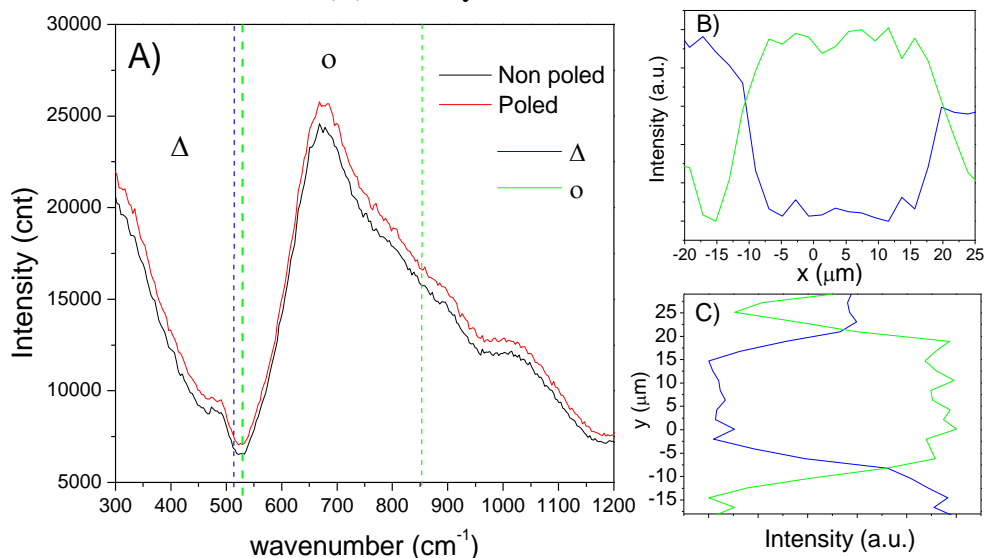 A)
Δ
o
Non poled
Poled
Δ
o
30000
25000
20000
15000
10000
5000
Intensity (cnt)
300 400 500 600 700 800 900 1000 1100 1200
wavenumber (cm⁻¹)
B)
Intensity (a.u.)
-20 -15 -10 -5 0 5 10 15 20 25
x (μm)
C)
25
20
15
10
5
0
-5
-10
-15
y (μm)
Intensity (a.u.)